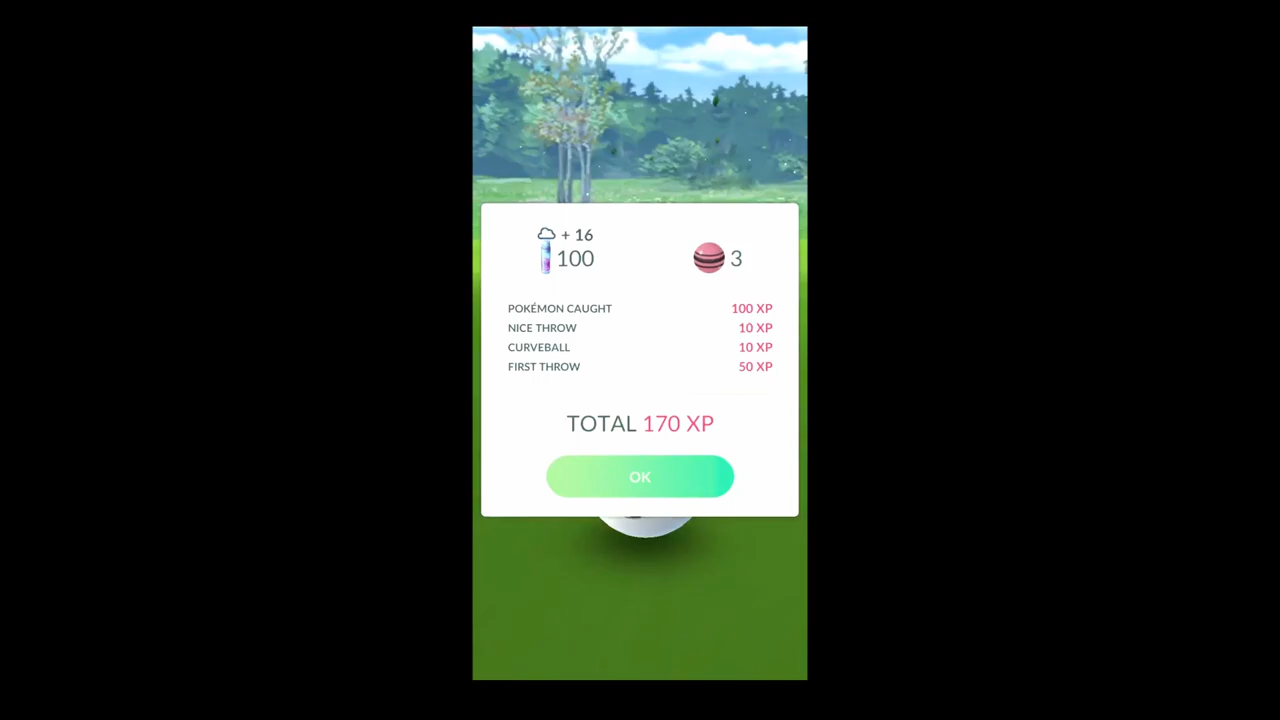 + 16
100
3
POKÉMON CAUGHT 100 XP
NICE THROW 10 XP
CURVEBALL 10 XP
FIRST THROW 50 XP
TOTAL 170 XP
OK